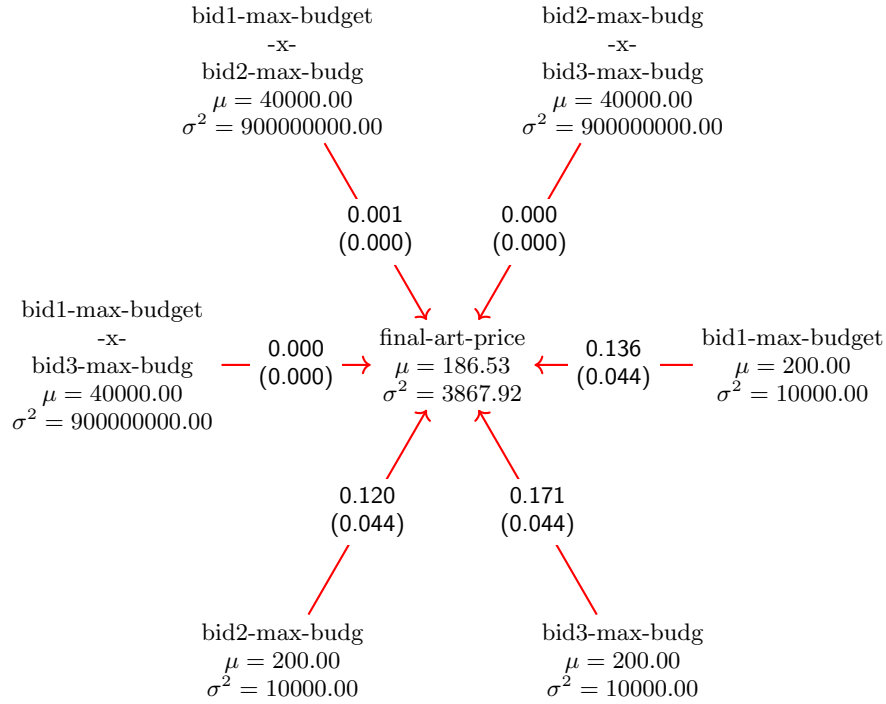 bid1-max-budget
-x-
bid2-max-budg
μ = 40000.00
σ² = 900000000.00
bid2-max-budg
-x-
bid3-max-budg
μ = 40000.00
σ² = 900000000.00
0.001
(0.000)
0.000
(0.000)
bid1-max-budget
-x-
bid3-max-budg
μ = 40000.00
σ² = 900000000.00
0.000
(0.000)
final-art-price
μ = 186.53
σ² = 3867.92
0.136
(0.044)
bid1-max-budget
μ = 200.00
σ² = 10000.00
0.120
(0.044)
0.171
(0.044)
bid2-max-budg
μ = 200.00
σ² = 10000.00
bid3-max-budg
μ = 200.00
σ² = 10000.00